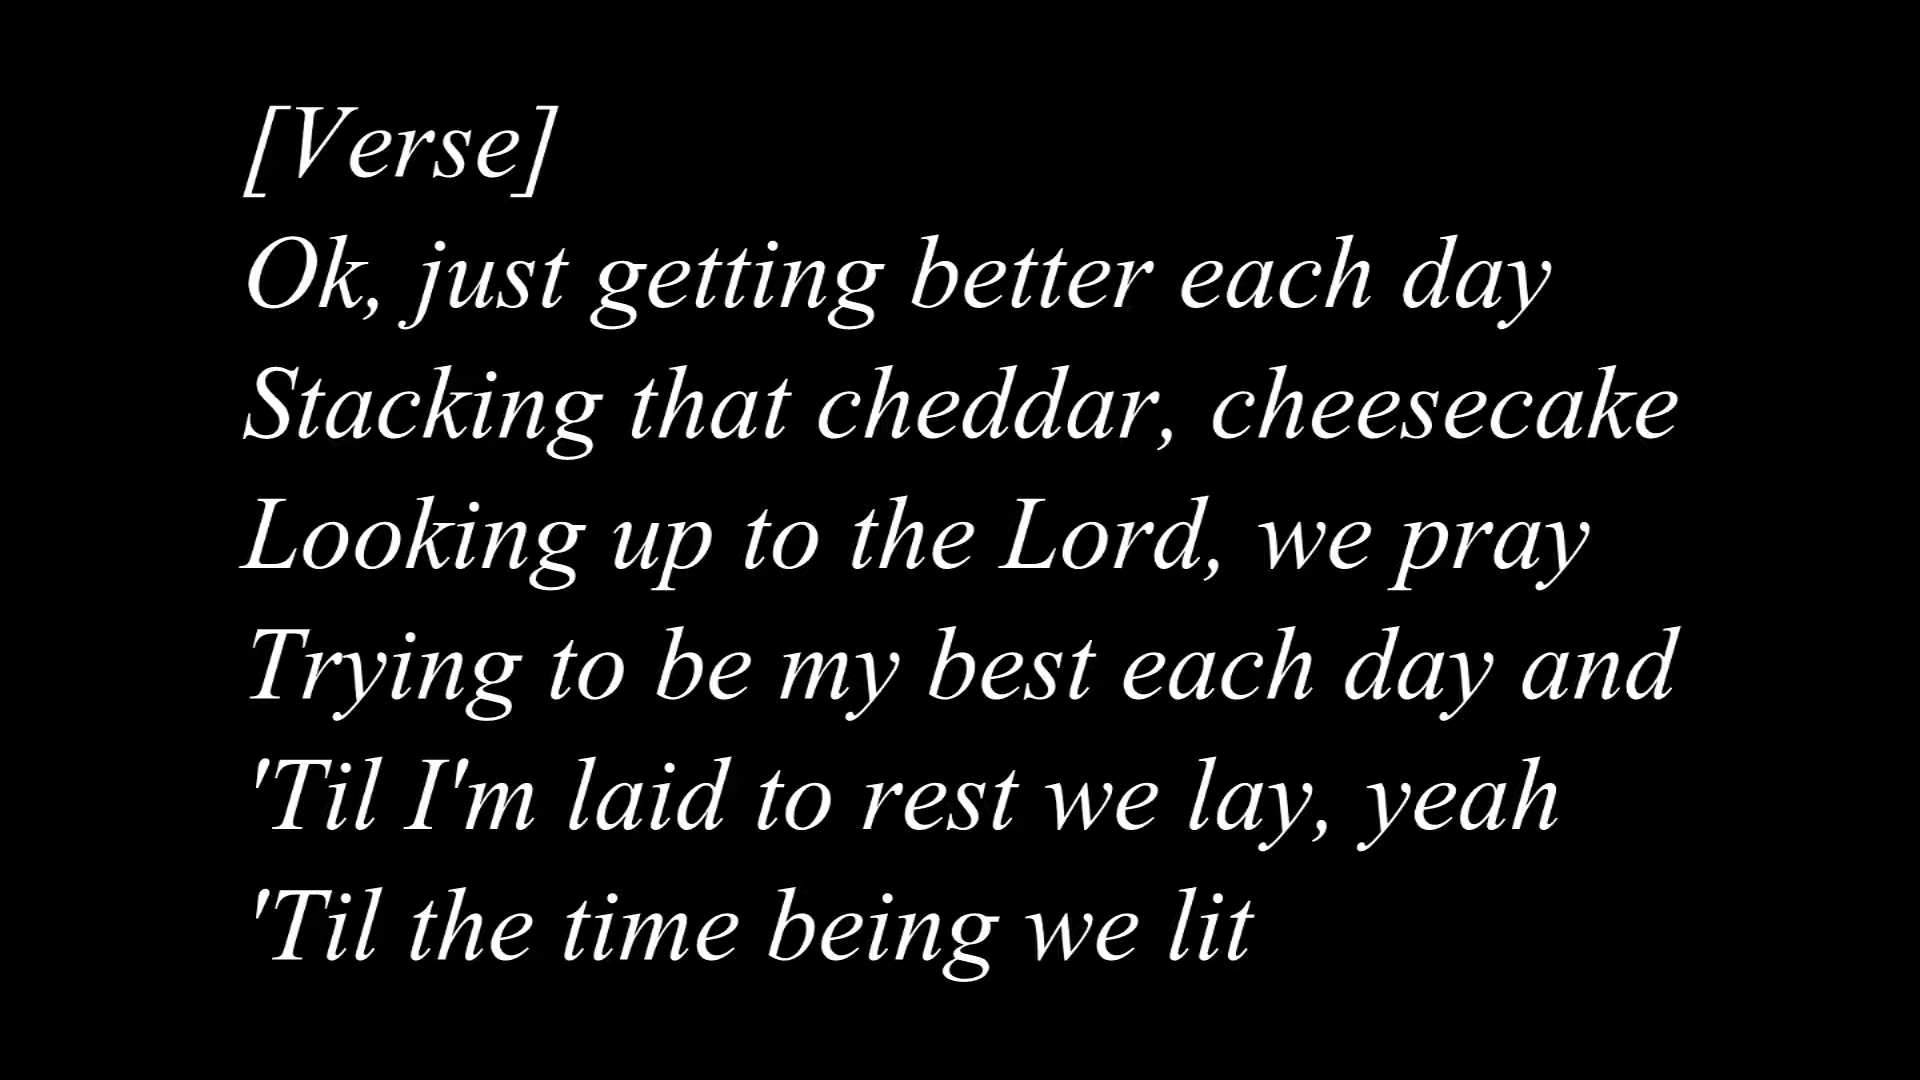 [Verse]
Ok, just getting better each day
Stacking that cheddar, cheesecake
Looking up to the Lord, we pray
Trying to be my best each day and
'Til I'm laid to rest we lay, yeah
'Til the time being we lit